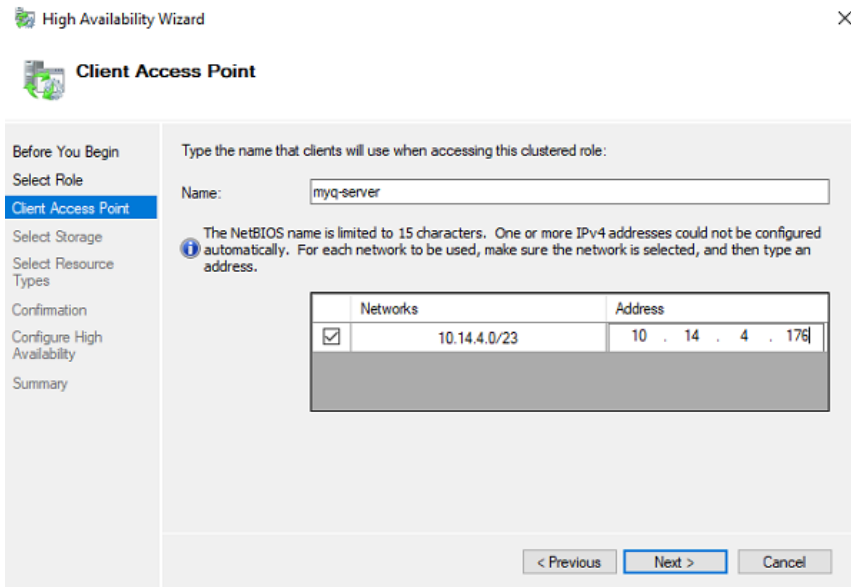 High Availability Wizard
Client Access Point
Before You Begin
Select Role
Client Access Point
Select Storage
Select Resource
Types
Confirmation
Configure High
Availability
Summary
Type the name that clients will use when accessing this clustered role:
Name: myq-server
The NetBIOS name is limited to 15 characters. One or more IPv4 addresses could not be configured
automatically. For each network to be used, make sure the network is selected, and then type an
address.
Networks Address
10.14.4.0/23 10 . 14 . 4 . 176
< Previous Next > Cancel